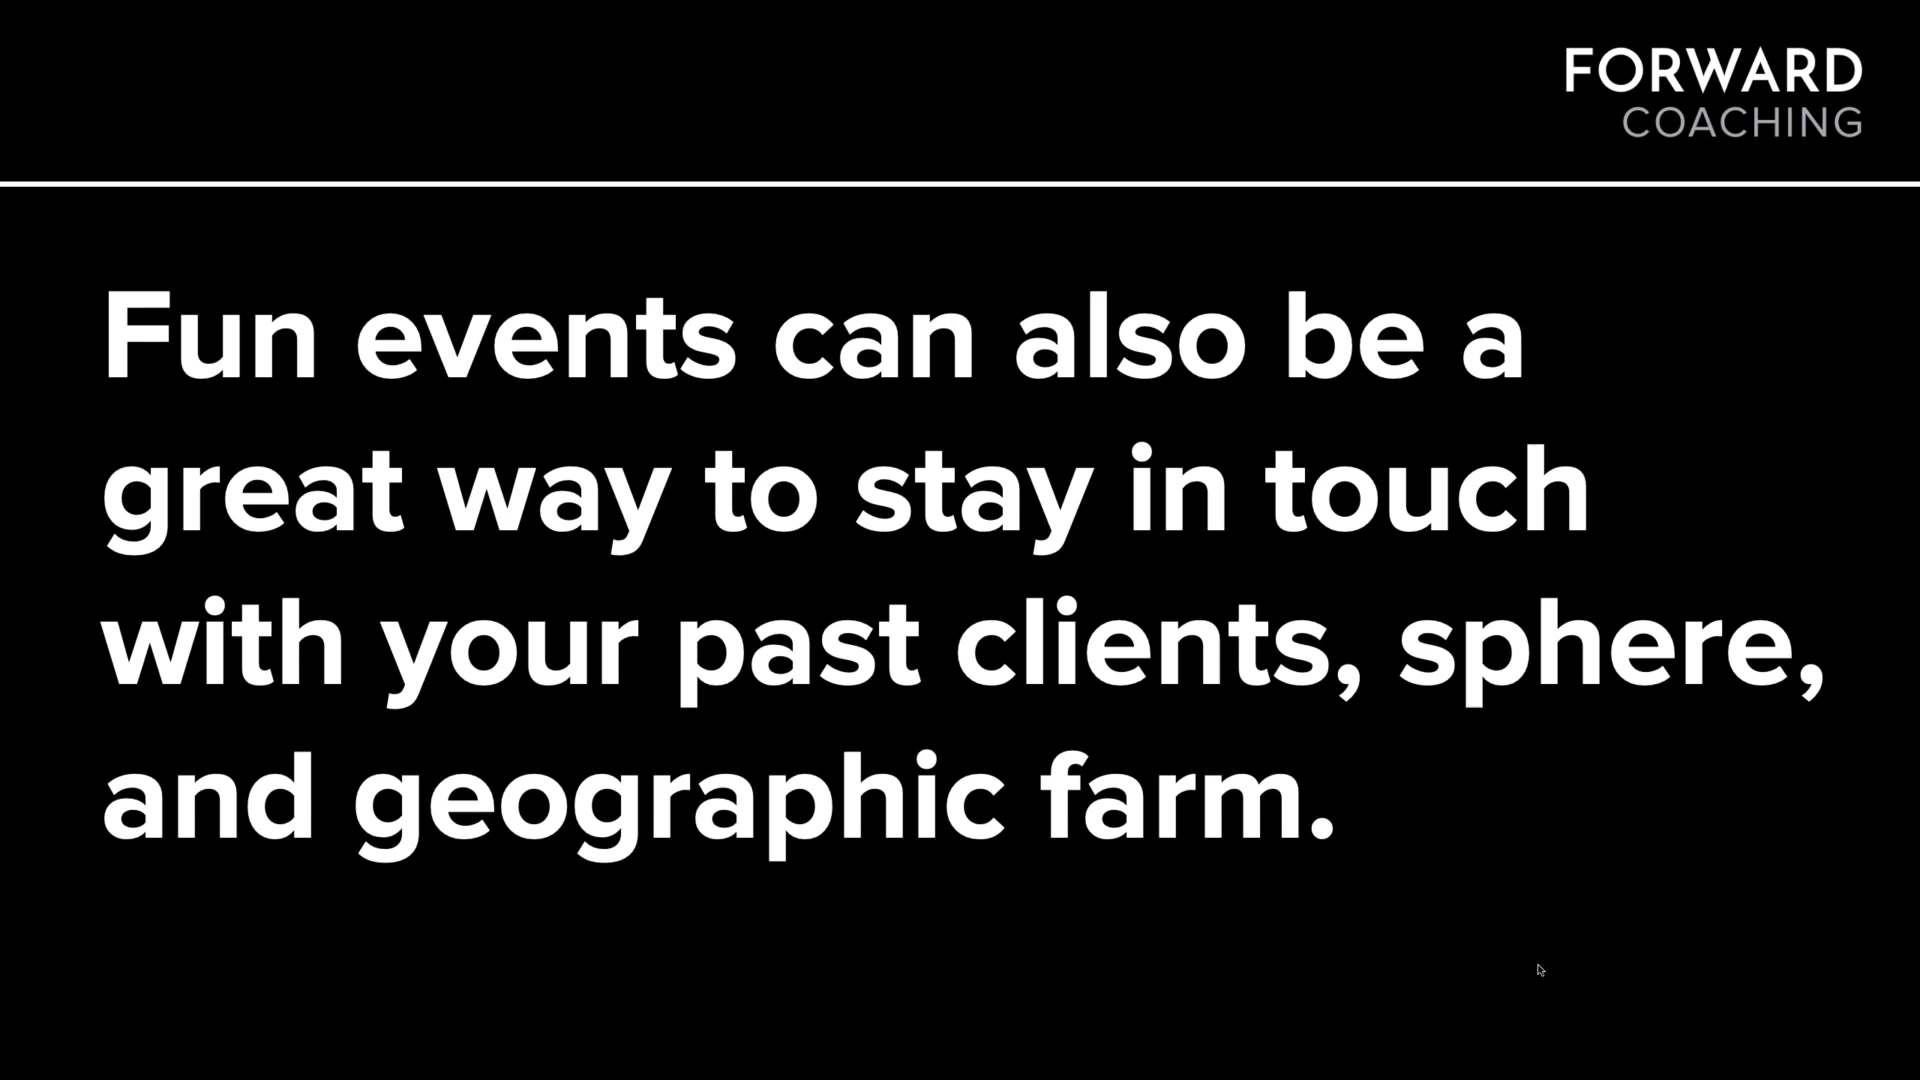 FORWARD
COACHING
Fun events can also be a
great way to stay in touch
with your past clients, sphere,
and geographic farm.